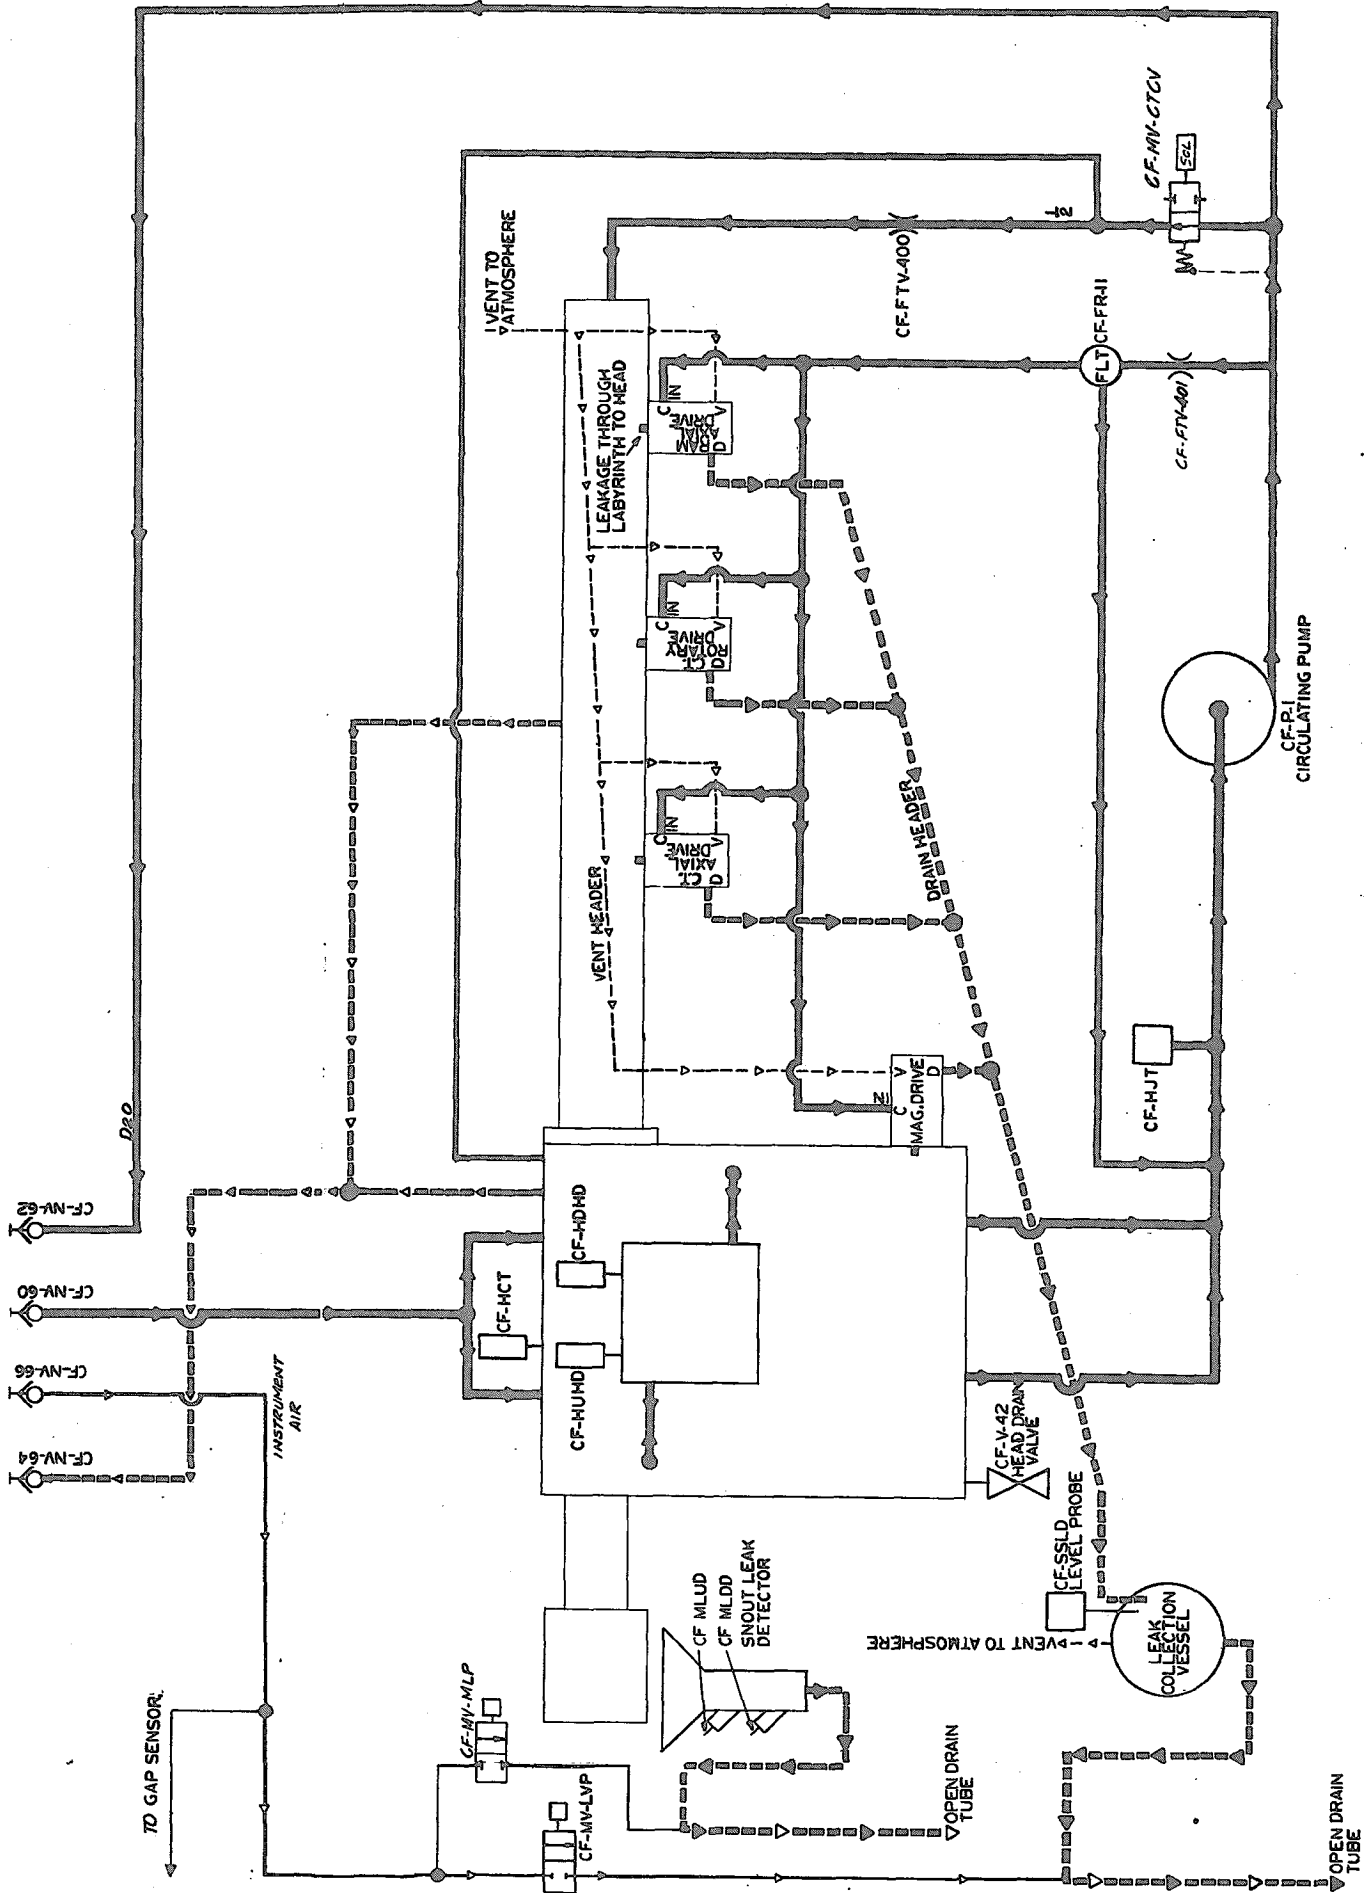 CF-NV-64
CF-NV-66
CF-NV-60
CF-NV-62
D2O
INSTRUMENT
AIR
TO GAP SENSOR
CF-HCT
CF-HUHD
CF-HDHD
VENT TO
ATMOSPHERE
LEAKAGE THROUGH
LABYRINTH TO HEAD
VENT HEADER
C
IN
RAM
AXIAL
DRIVE
D
V
C
IN
C.T.
ROTARY
DRIVE
D
V
C
IN
C.T.
AXIAL
DRIVE
D
V
IN
C
V
MAG. DRIVE
D
DRAIN HEADER
1/2
CF-FTV-400
CF-MV-CTCV
SOL
FLT
CF-FR-11
CF-FTV-401
CF-P-1
CIRCULATING PUMP
CF-HJT
CF-V-42
HEAD DRAIN
VALVE
CF-SSLD
LEVEL PROBE
VENT TO ATMOSPHERE
LEAK
COLLECTION
VESSEL
CF MLUD
CF MLDD
SNOUT LEAK
DETECTOR
CF-MV-MLP
CF-MV-LVP
OPEN DRAIN
TUBE
OPEN DRAIN
TUBE